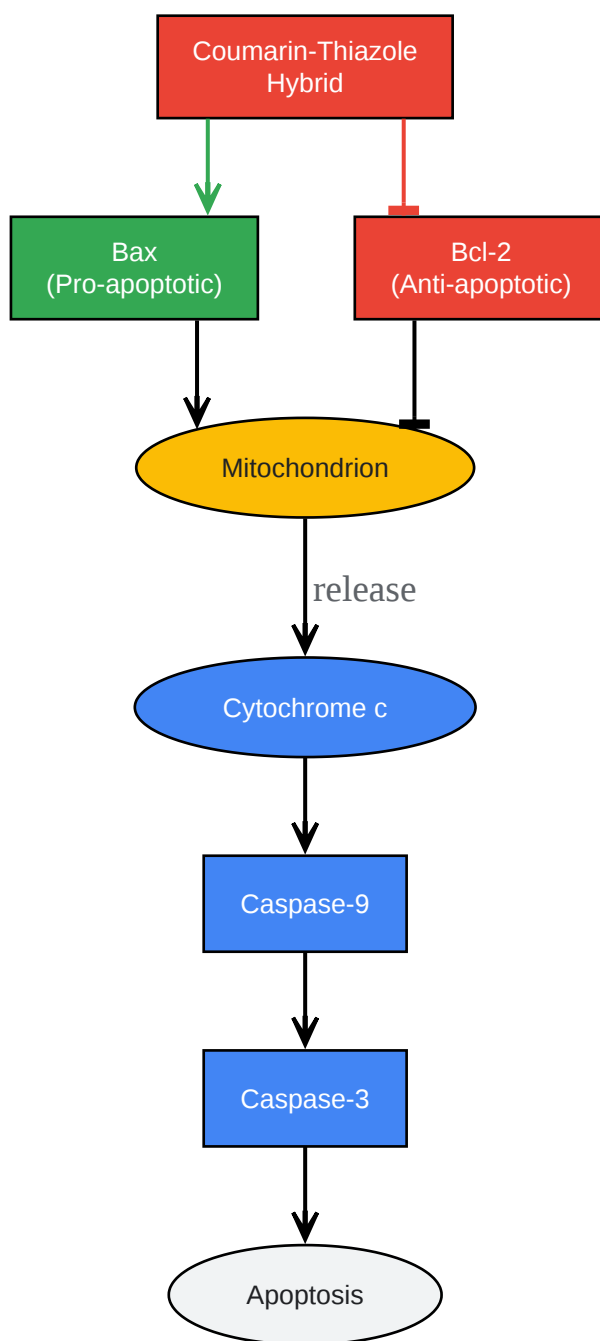 Coumarin-Thiazole
Hybrid
Bax
(Pro-apoptotic)
Bcl-2
(Anti-apoptotic)
Mitochondrion
release
Cytochrome c
Caspase-9
Caspase-3
Apoptosis